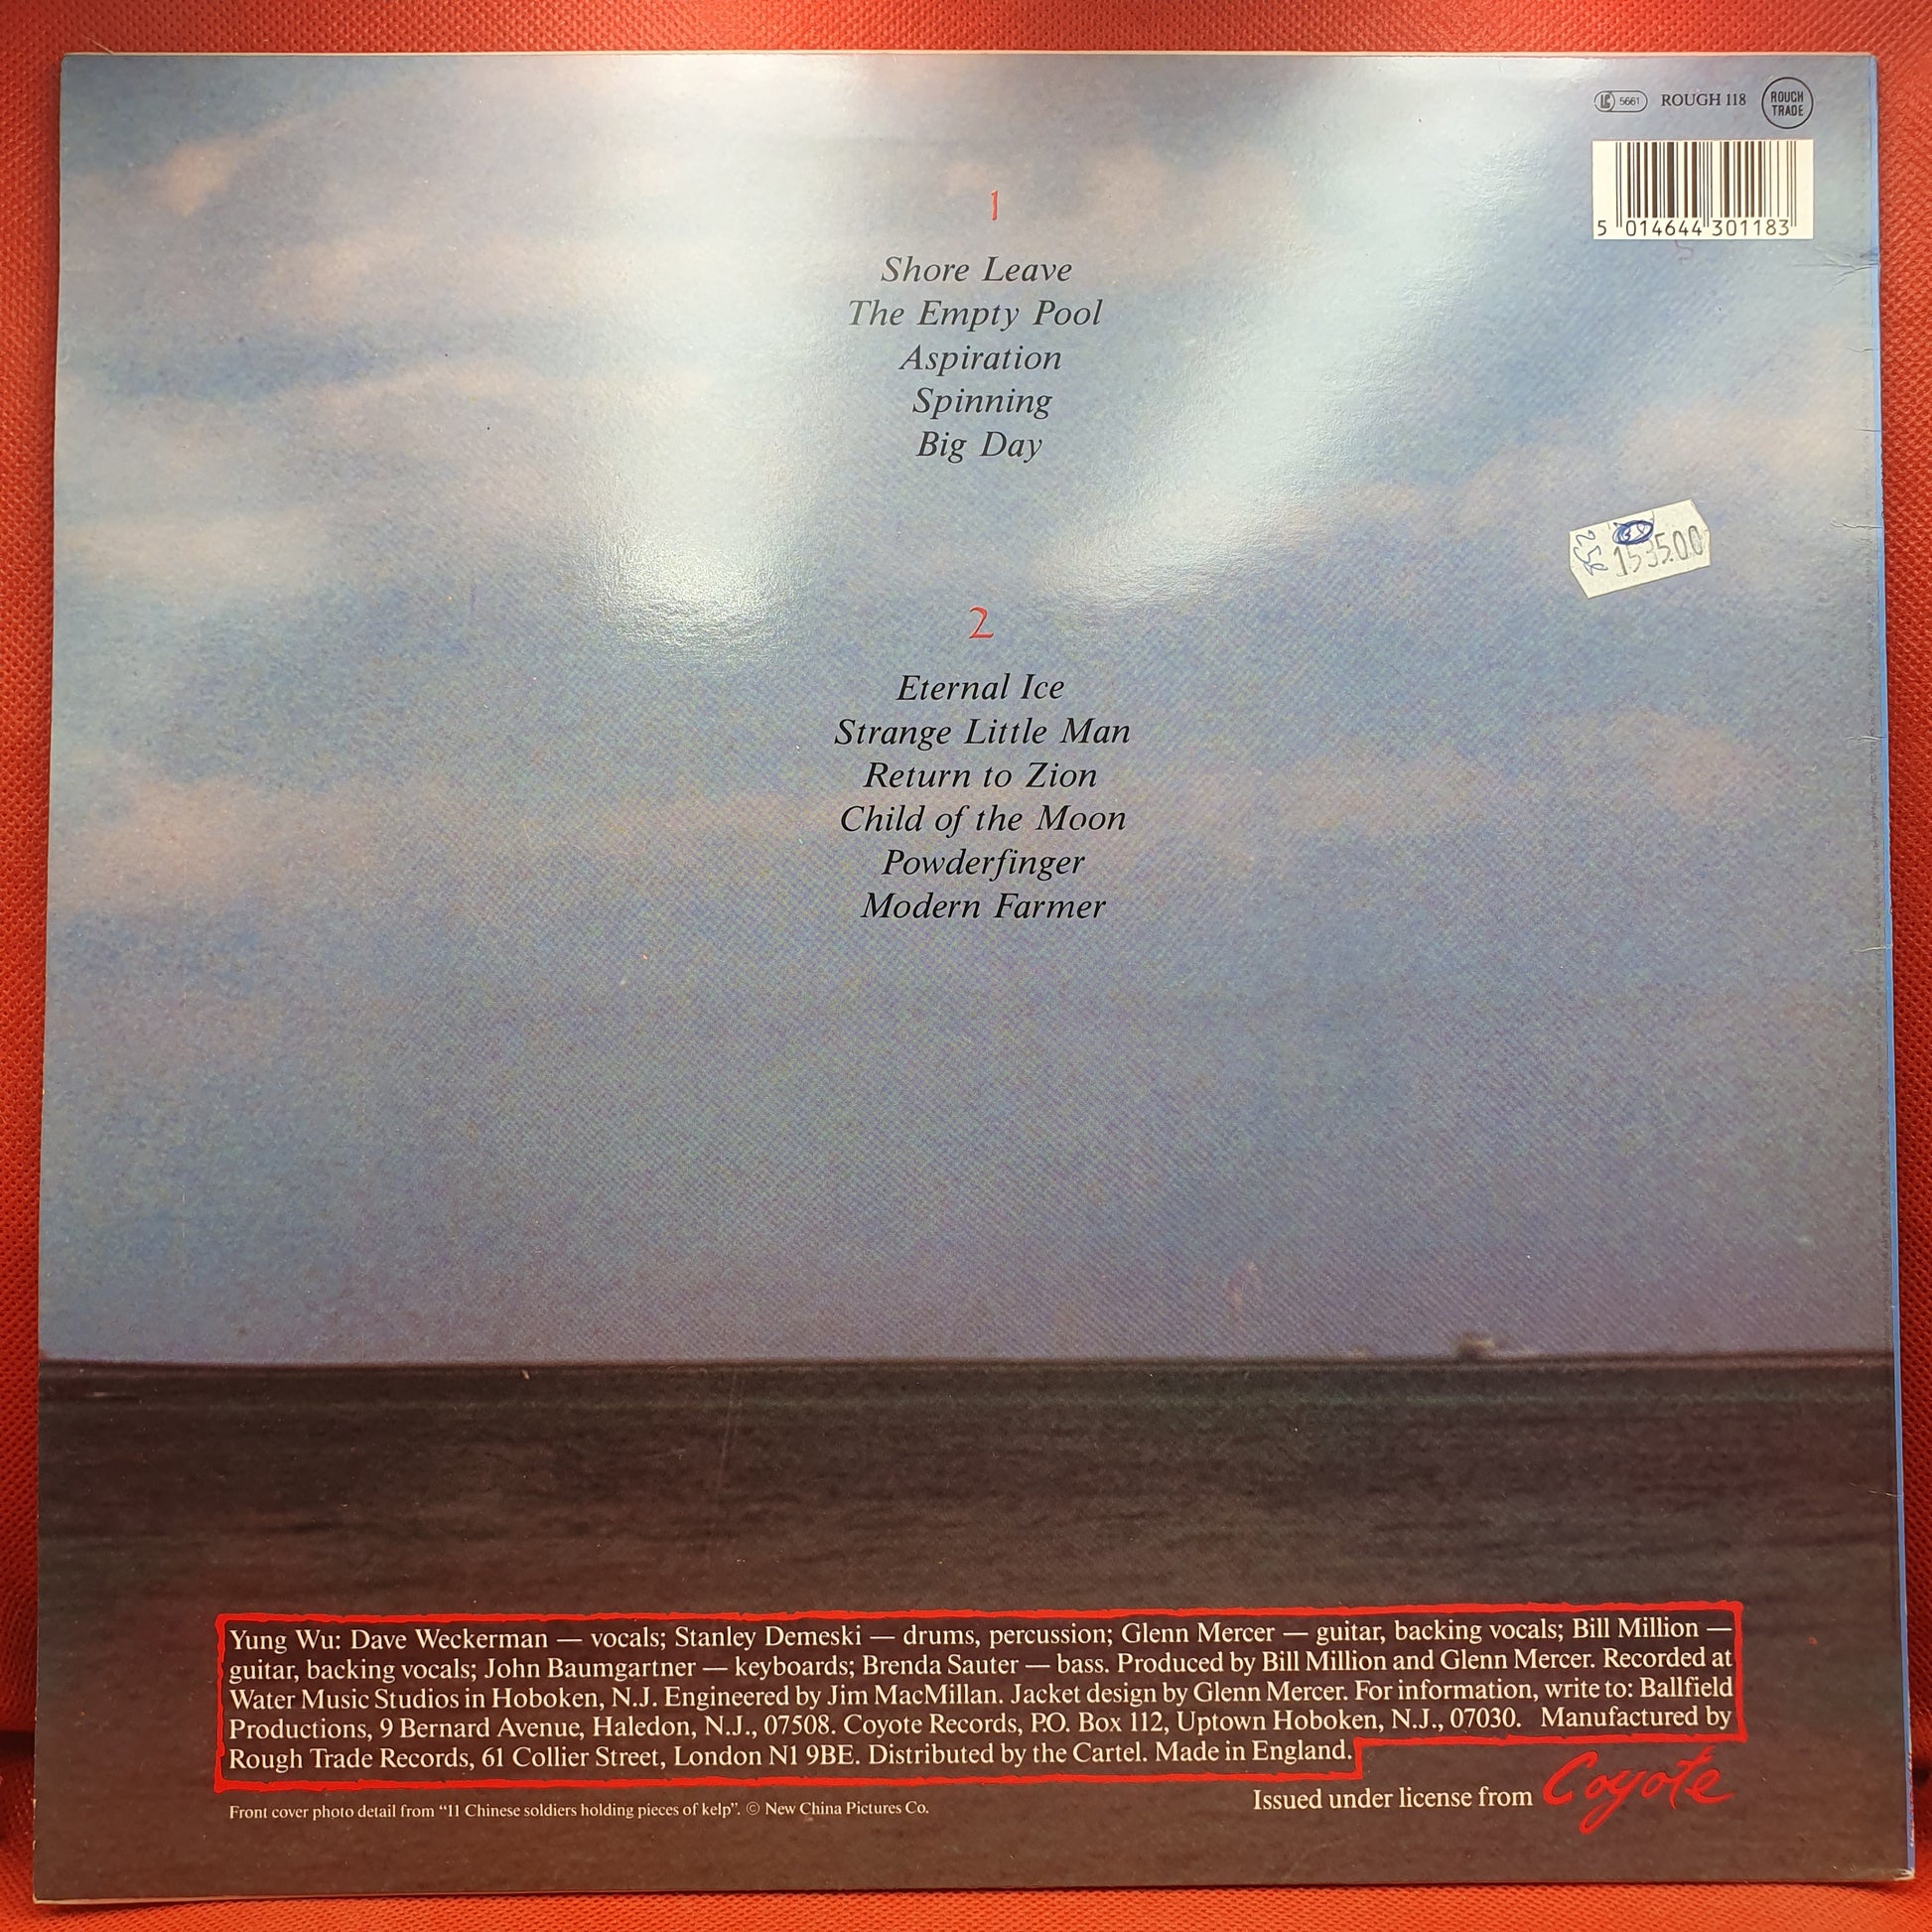 LC 5661 ROUGH 118 ROUGH TRADE
5 014644 301183
1
Shore Leave
The Empty Pool
Aspiration
Spinning
Big Day
2
Eternal Ice
Strange Little Man
Return to Zion
Child of the Moon
Powderfinger
Modern Farmer
Yung Wu: Dave Weckerman — vocals; Stanley Demeski — drums, percussion; Glenn Mercer — guitar, backing vocals; Bill Million —
guitar, backing vocals; John Baumgartner — keyboards; Brenda Sauter — bass. Produced by Bill Million and Glenn Mercer. Recorded at
Water Music Studios in Hoboken, N.J. Engineered by Jim MacMillan. Jacket design by Glenn Mercer. For information, write to: Ballfield
Productions, 9 Bernard Avenue, Haledon, N.J., 07508. Coyote Records, P.O. Box 112, Uptown Hoboken, N.J., 07030. Manufactured by
Rough Trade Records, 61 Collier Street, London N1 9BE. Distributed by the Cartel. Made in England.
Issued under license from Coyote
Front cover photo detail from “11 Chinese soldiers holding pieces of kelp”. © New China Pictures Co.